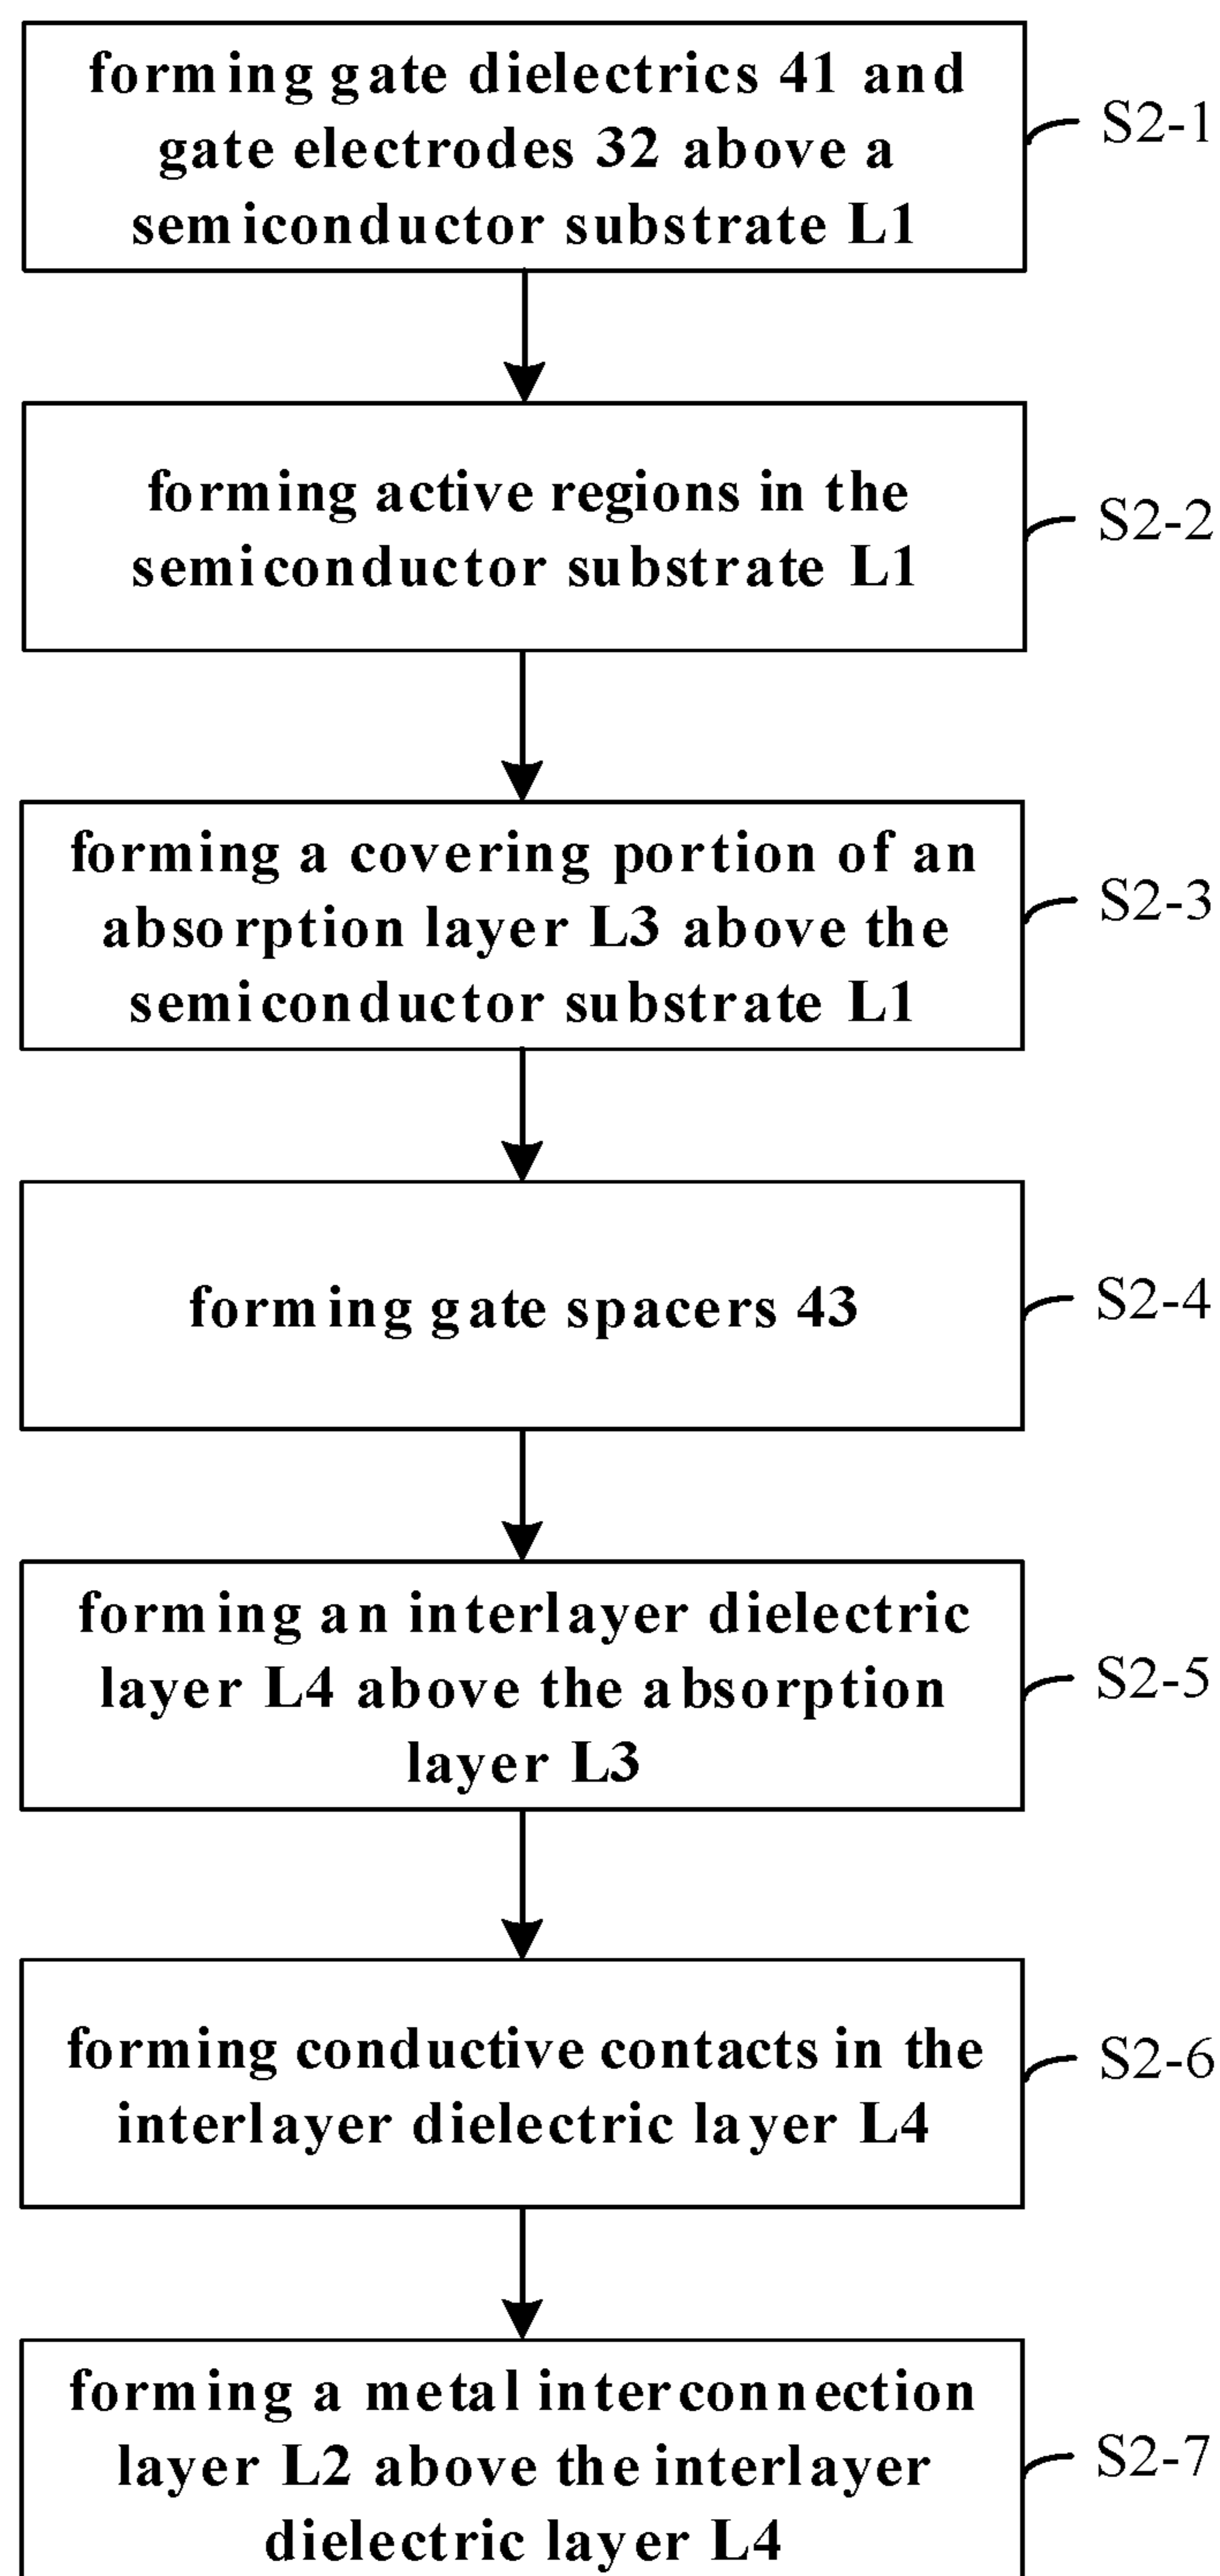 forming gate dielectrics 41 and
gate electrodes 32 above a
semiconductor substrate L1
S2-1
forming active regions in the
semiconductor substrate L1
S2-2
forming a covering portion of an
absorption layer L3 above the
semiconductor substrate L1
S2-3
forming gate spacers 43
S2-4
forming an interlayer dielectric
layer L4 above the absorption
layer L3
S2-5
forming conductive contacts in the
interlayer dielectric layer L4
S2-6
forming a metal interconnection
layer L2 above the interlayer
dielectric layer L4
S2-7